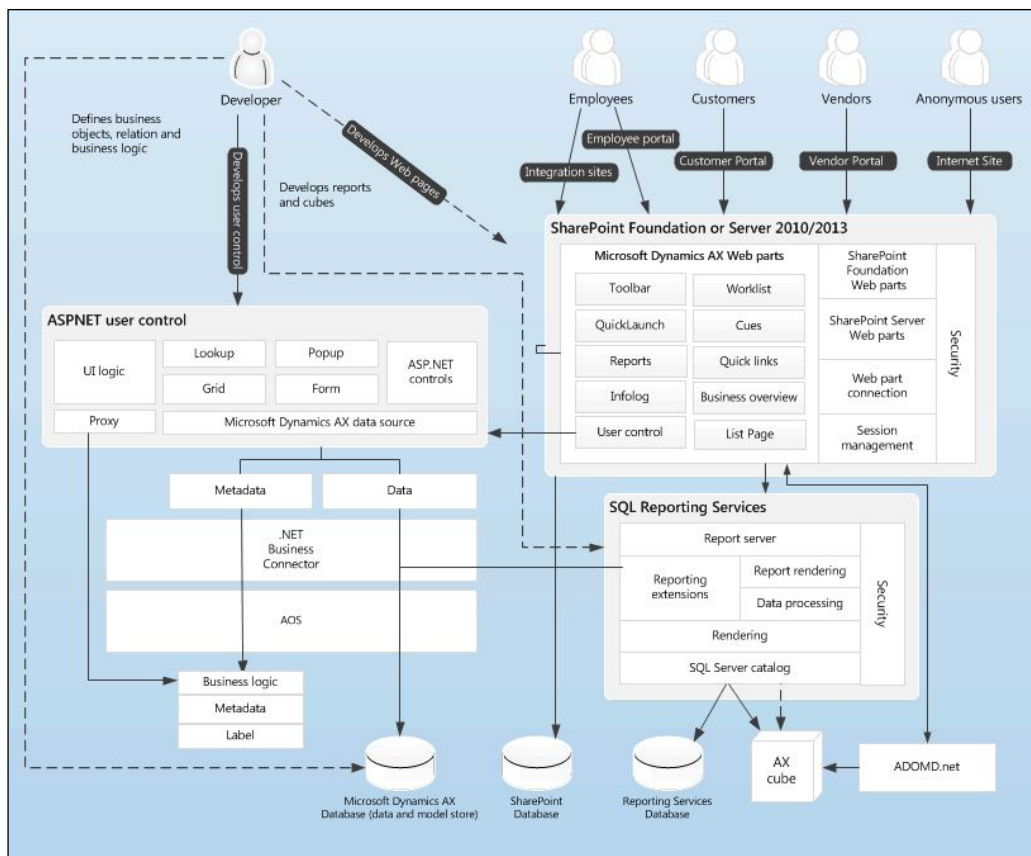 Developer
Employees
Customers
Vendors
Anonymous users
Defines business
objects, relation and
business logic
Develops user
control
Develops Web pages
Develops reports
and cubes
Employee portal
Integration sites
Customer Portal
Vendor Portal
Internet Site
SharePoint Foundation or Server 2010/2013
Microsoft Dynamics AX Web parts
Toolbar
Worklist
QuickLaunch
Cues
Reports
Quick links
Infolog
Business overview
User control
List Page
SharePoint
Foundation
Web parts
SharePoint Server
Web parts
Web part
connection
Session
management
Security
ASPNET user control
UI logic
Lookup
Popup
Grid
Form
ASP.NET
controls
Proxy
Microsoft Dynamics AX data source
Metadata
Data
.NET
Business
Connector
AOS
Business logic
Metadata
Label
SQL Reporting Services
Report server
Reporting
extensions
Report rendering
Data processing
Rendering
SQL Server catalog
Security
Microsoft Dynamics AX
Database (data and model store)
SharePoint
Database
Reporting Services
Database
AX
cube
ADOMD.net